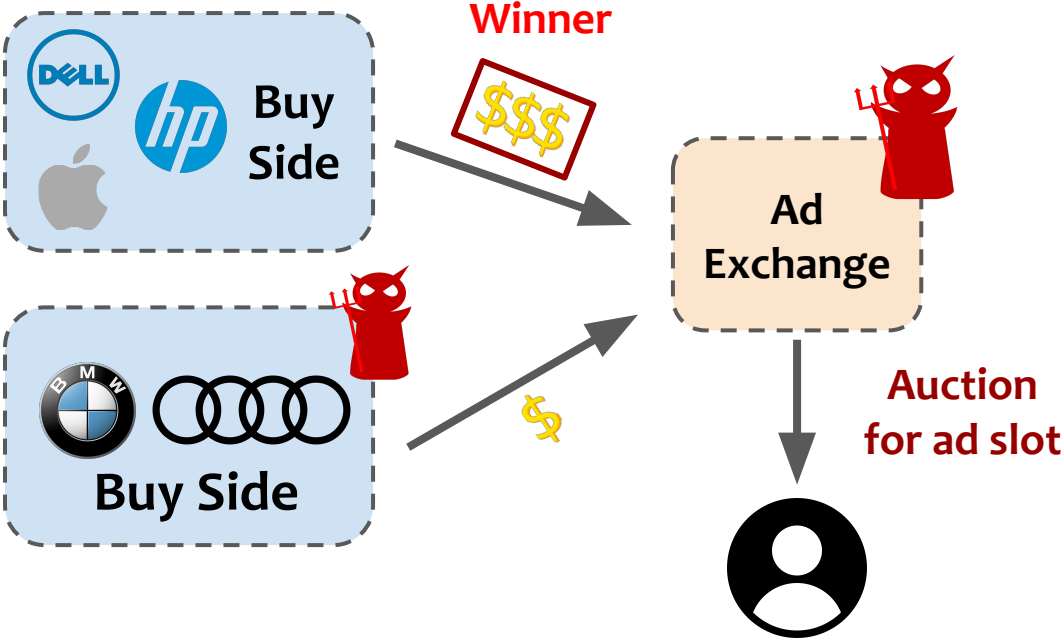 Winner
DELL
hp
Buy
Side
$$$
Ad
Exchange
BMW
Buy Side
$
Auction
for ad slot